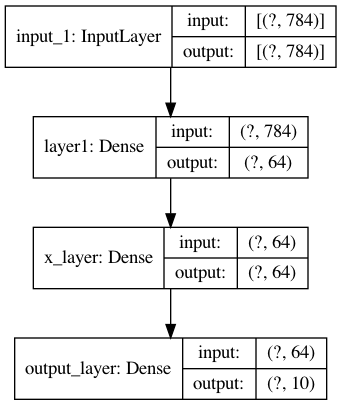 input_1: InputLayer
input: [(?, 784)]
output: [(?, 784)]
layer1: Dense
input: (?, 784)
output: (?, 64)
x_layer: Dense
input: (?, 64)
output: (?, 64)
output_layer: Dense
input: (?, 64)
output: (?, 10)